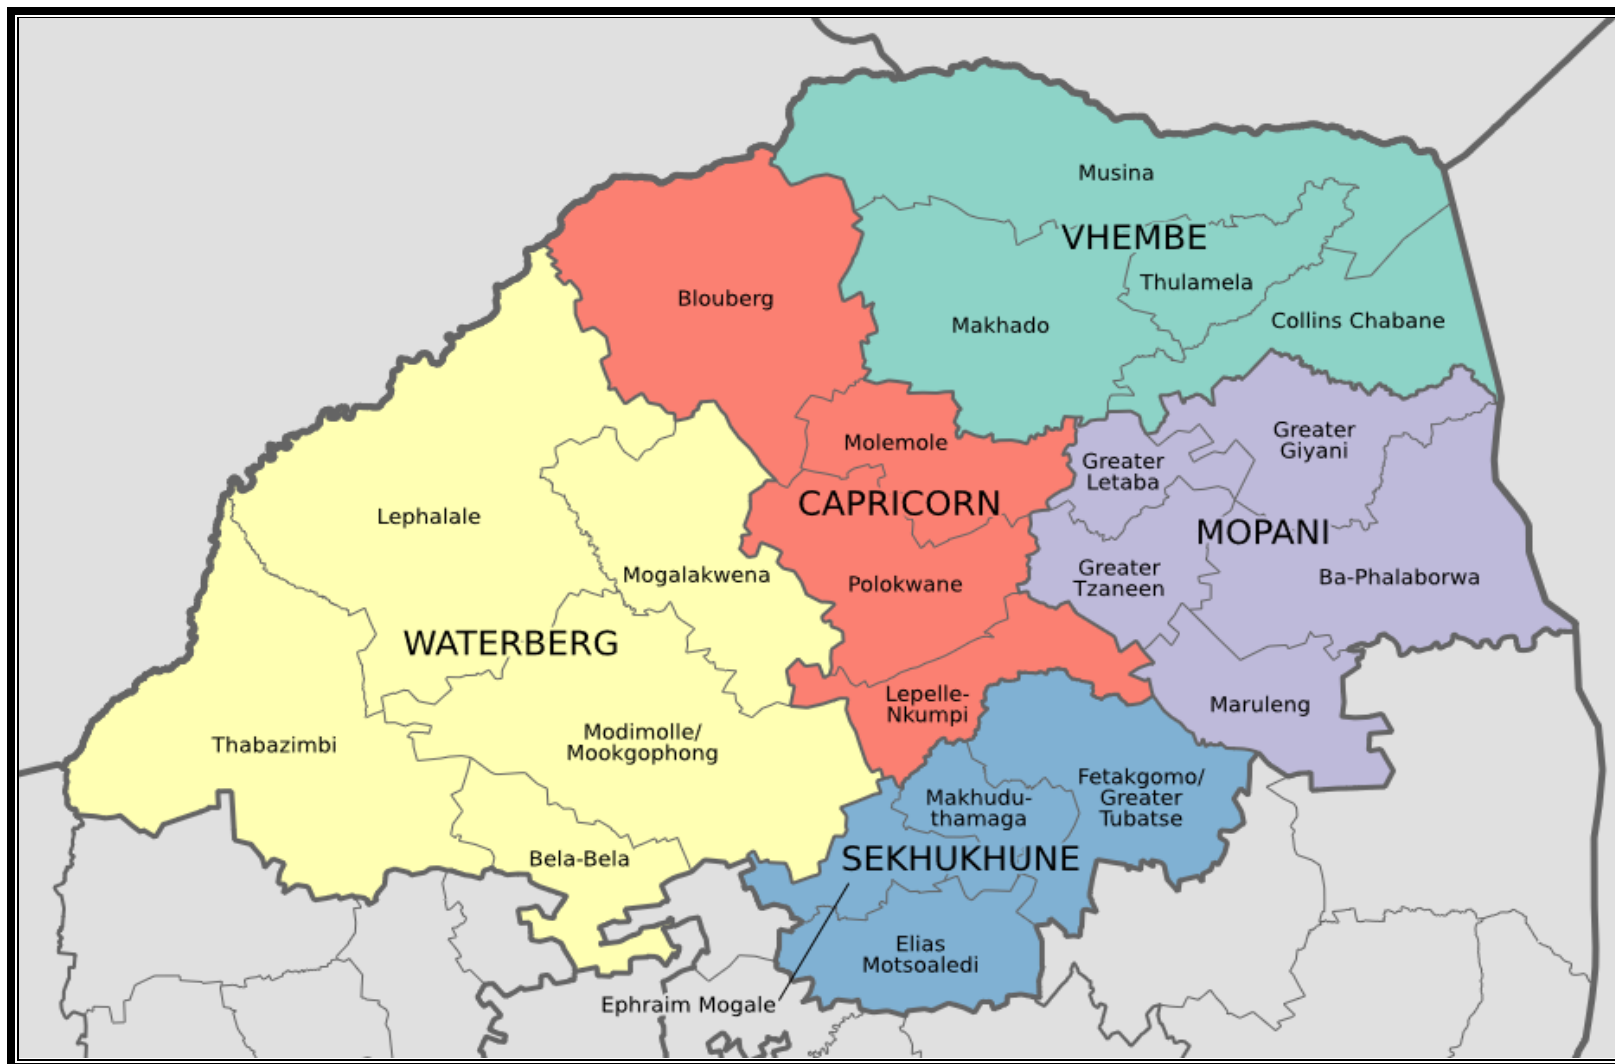 Musina
VHEMBE
Thulamela
Blouberg
Makhado
Collins Chabane
Molemole
Greater
Giyani
Greater
Letaba
CAPRICORN
Lephalale
MOPANI
Mogalakwena
Polokwane
Greater
Tzaneen
Ba-Phalaborwa
WATERBERG
Lepelle-
Nkumpi
Maruleng
Thabazimbi
Modimolle/
Mookgophong
Fetakgomo/
Greater
Tubatse
Makhudu-
thamaga
Bela-Bela
SEKHUKHUNE
Elias
Motsoaledi
Ephraim Mogale